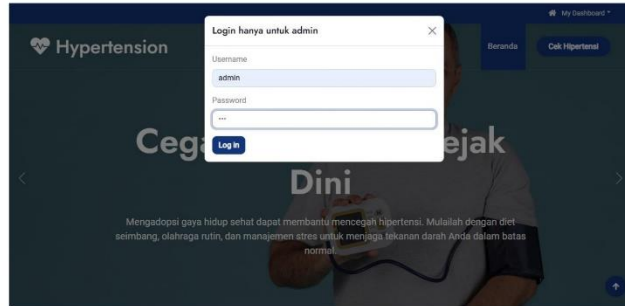 My Dashboard
Login hanya untuk admin
Hypertension
Beranda
Cek Hipertensi
Username
admin
Password
Log in
Cega ejak
Dini
Mengadopsi gaya hidup sehat dapat membantu mencegah hipertensi. Mulailah dengan diet
seimbang, olahraga rutin, dan manajemen stres untuk menjaga tekanan darah Anda dalam batas
normal.